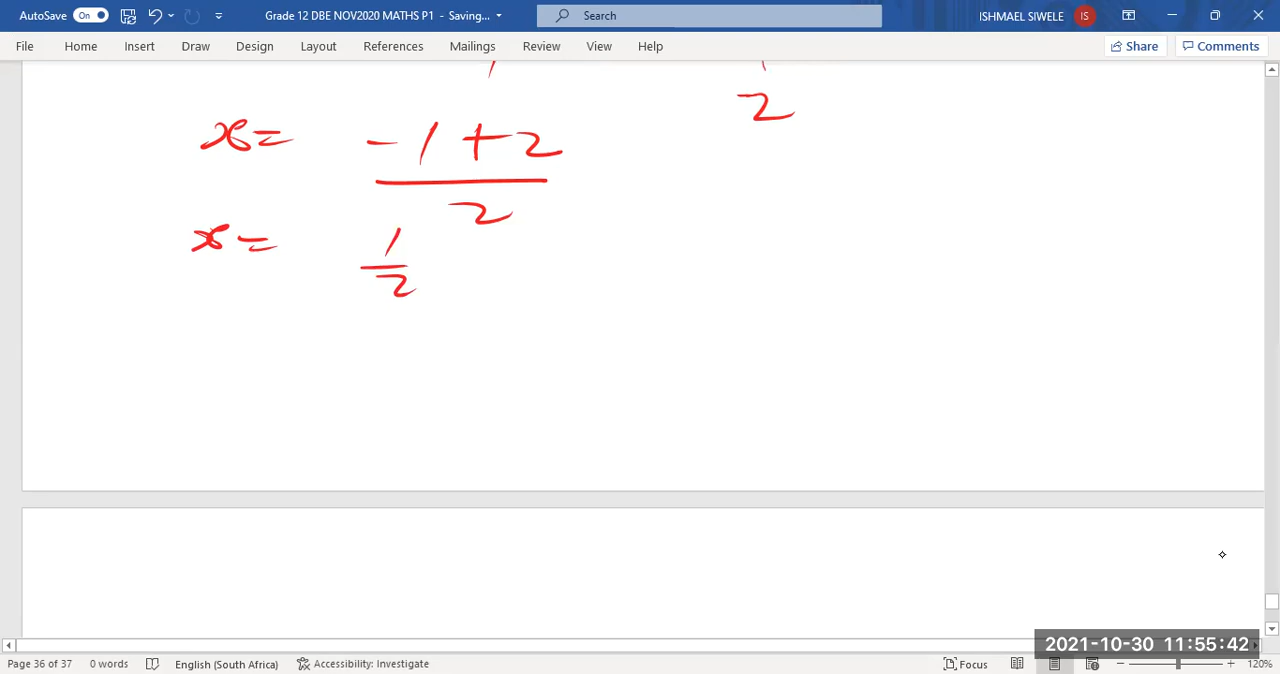 AutoSave On Grade 12 DBE NOV2020 MATHS P1 - Saving... Search ISHMAEL SIWELE IS
File Home Insert Draw Design Layout References Mailings Review View Help Share Comments
2
x = -1 + 2
2
x = 1
2
2021-10-30 11:55:42
Page 36 of 37 0 words English (South Africa) Accessibility: Investigate Focus 120%